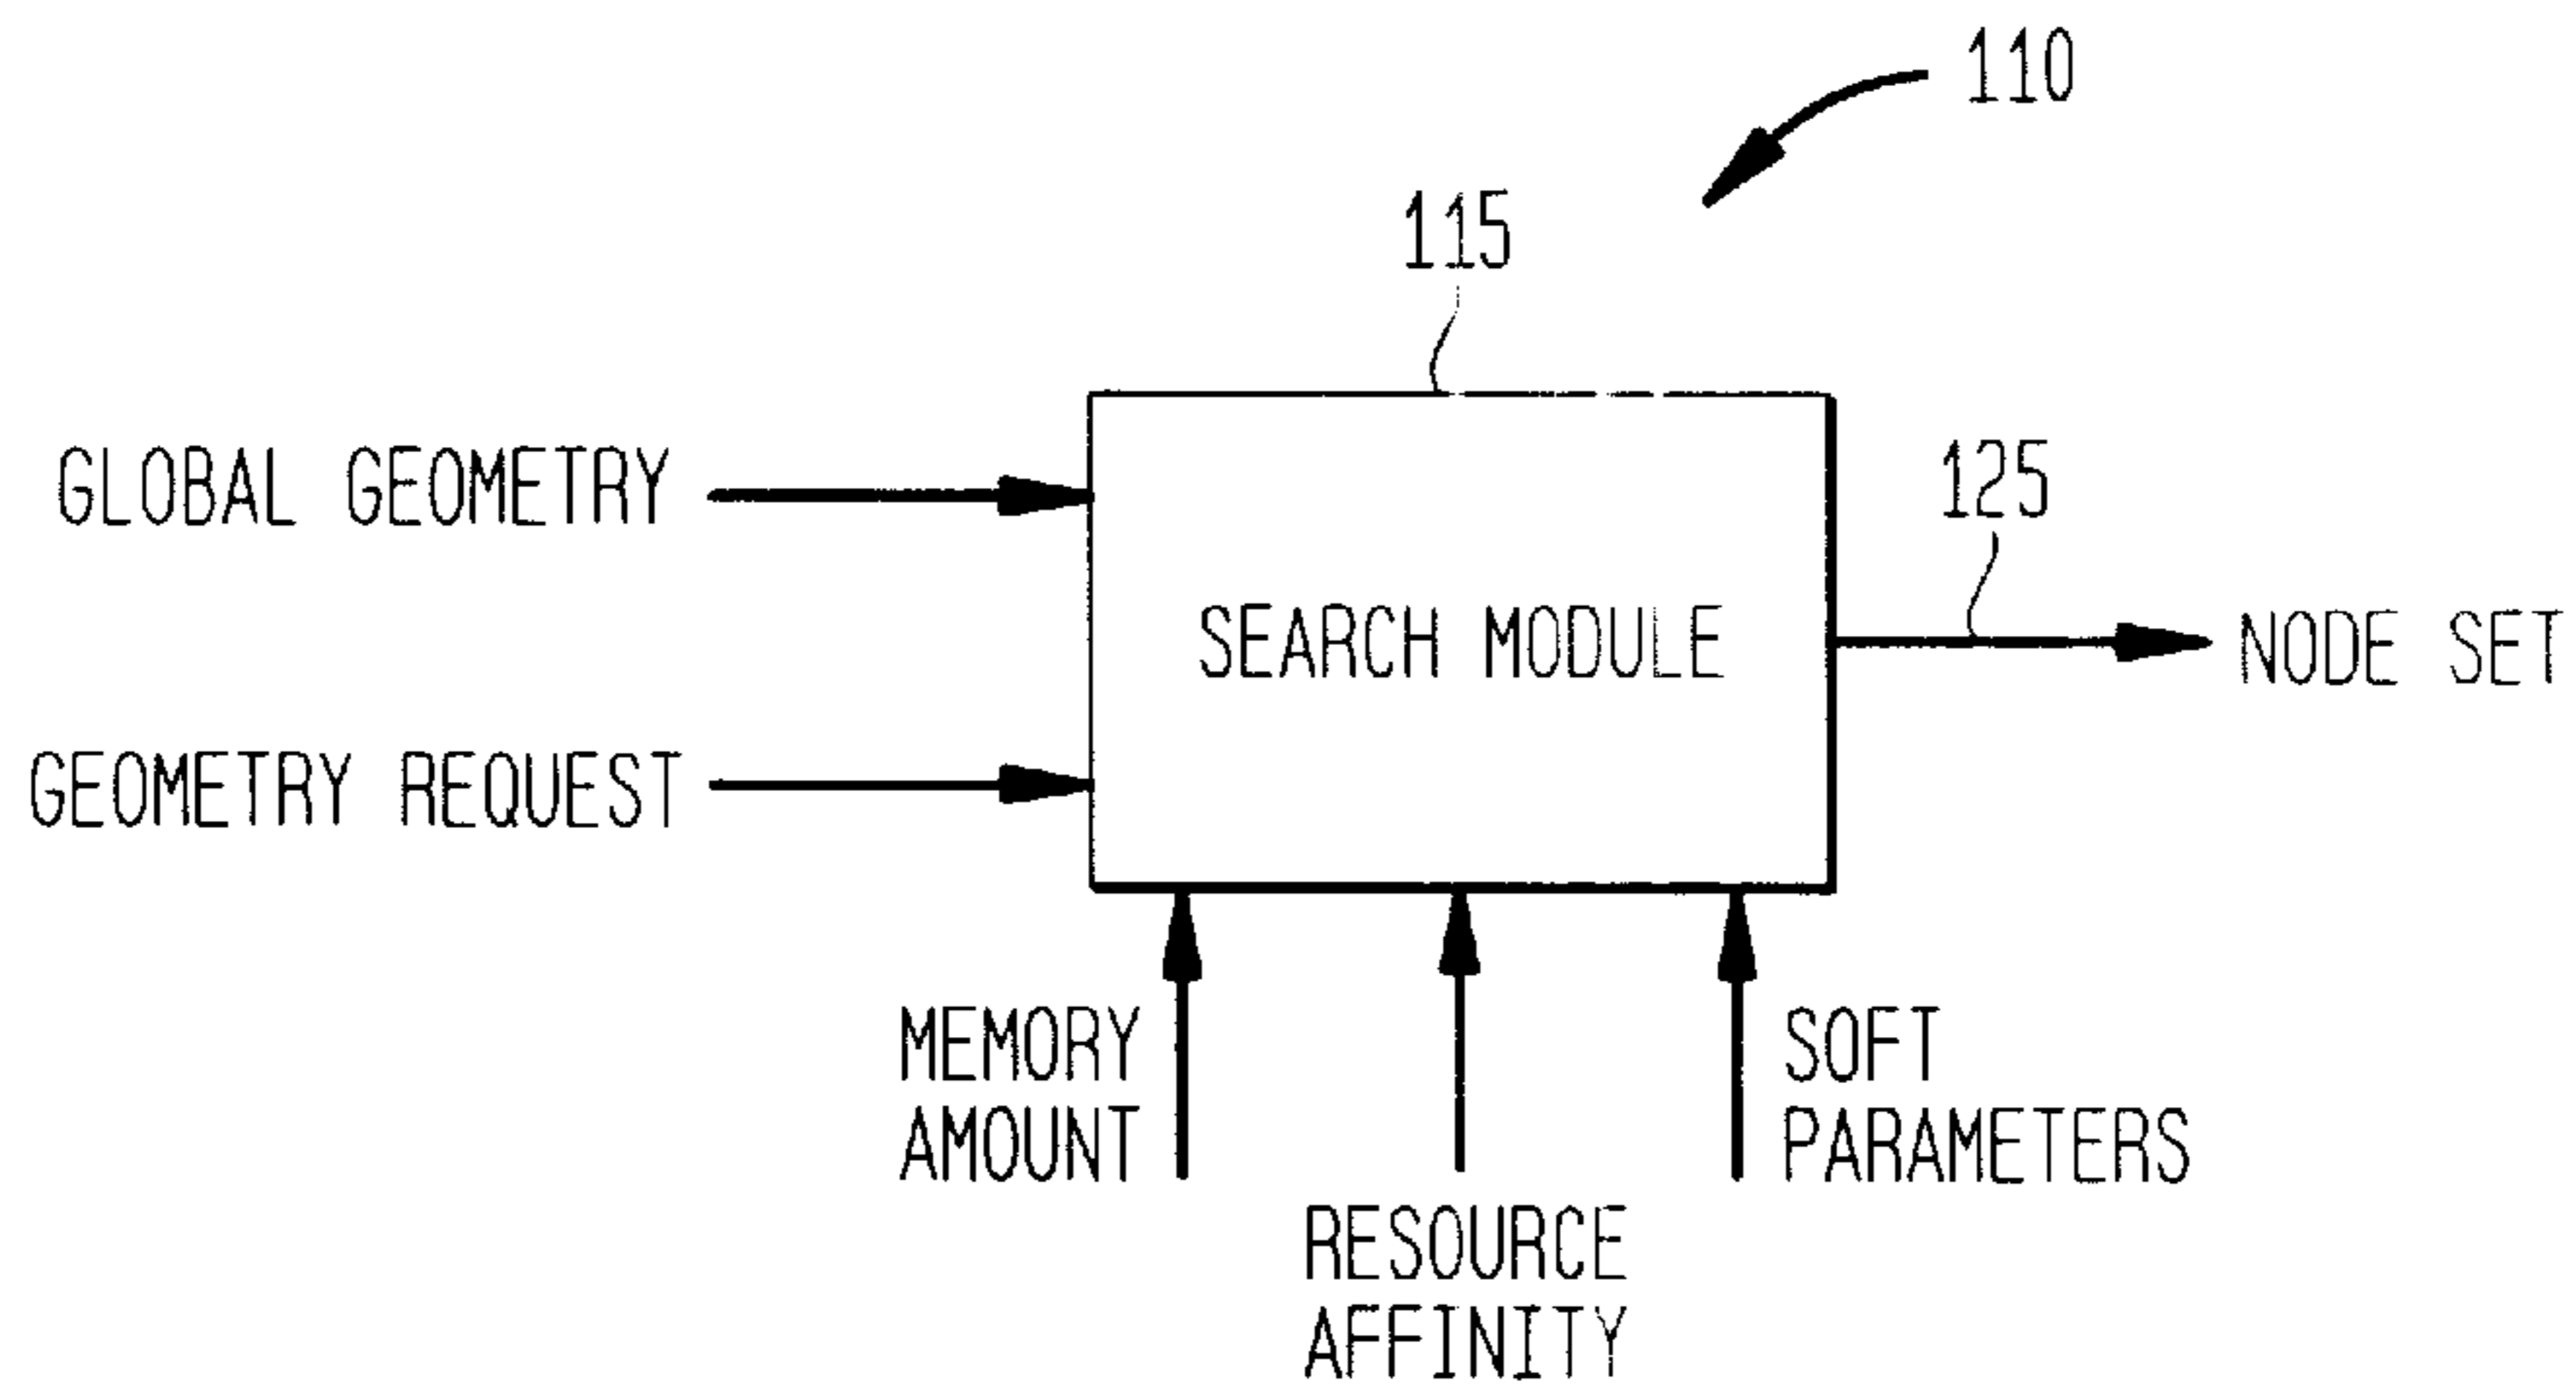 110
115
GLOBAL GEOMETRY
125
SEARCH MODULE
NODE SET
GEOMETRY REQUEST
MEMORY
AMOUNT
SOFT
PARAMETERS
RESOURCE
AFFINITY